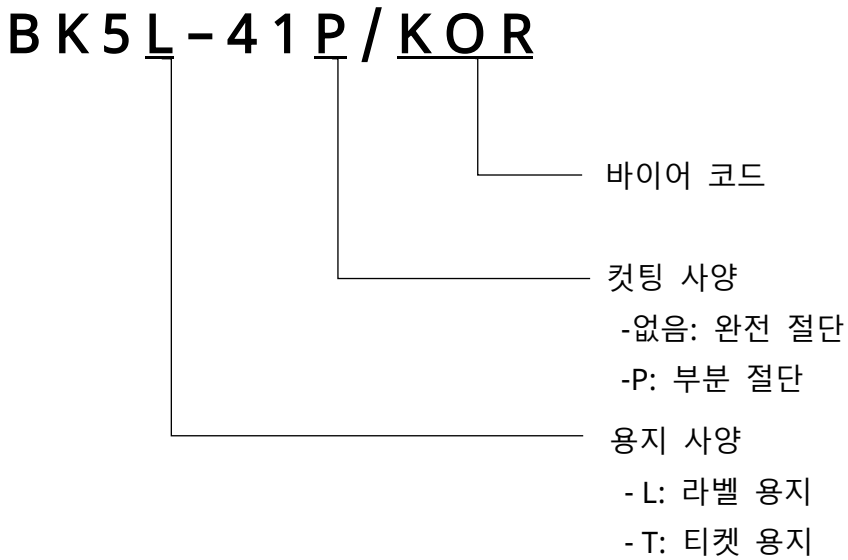 BK5L-41P/KOR
바이어 코드
컷팅 사양
-없음: 완전 절단
-P: 부분 절단
용지 사양
- L: 라벨 용지
- T: 티켓 용지